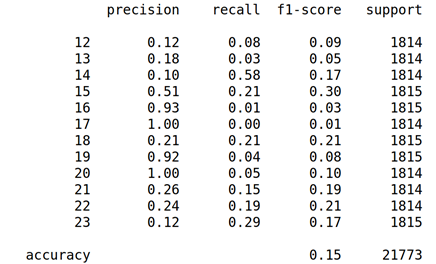 precision recall f1-score support
12 0.12 0.08 0.09 1814
13 0.18 0.03 0.05 1814
14 0.10 0.58 0.17 1814
15 0.51 0.21 0.30 1815
16 0.93 0.01 0.03 1815
17 1.00 0.00 0.01 1814
18 0.21 0.21 0.21 1815
19 0.92 0.04 0.08 1815
20 1.00 0.05 0.10 1814
21 0.26 0.15 0.19 1814
22 0.24 0.19 0.21 1814
23 0.12 0.29 0.17 1815
accuracy 0.15 21773